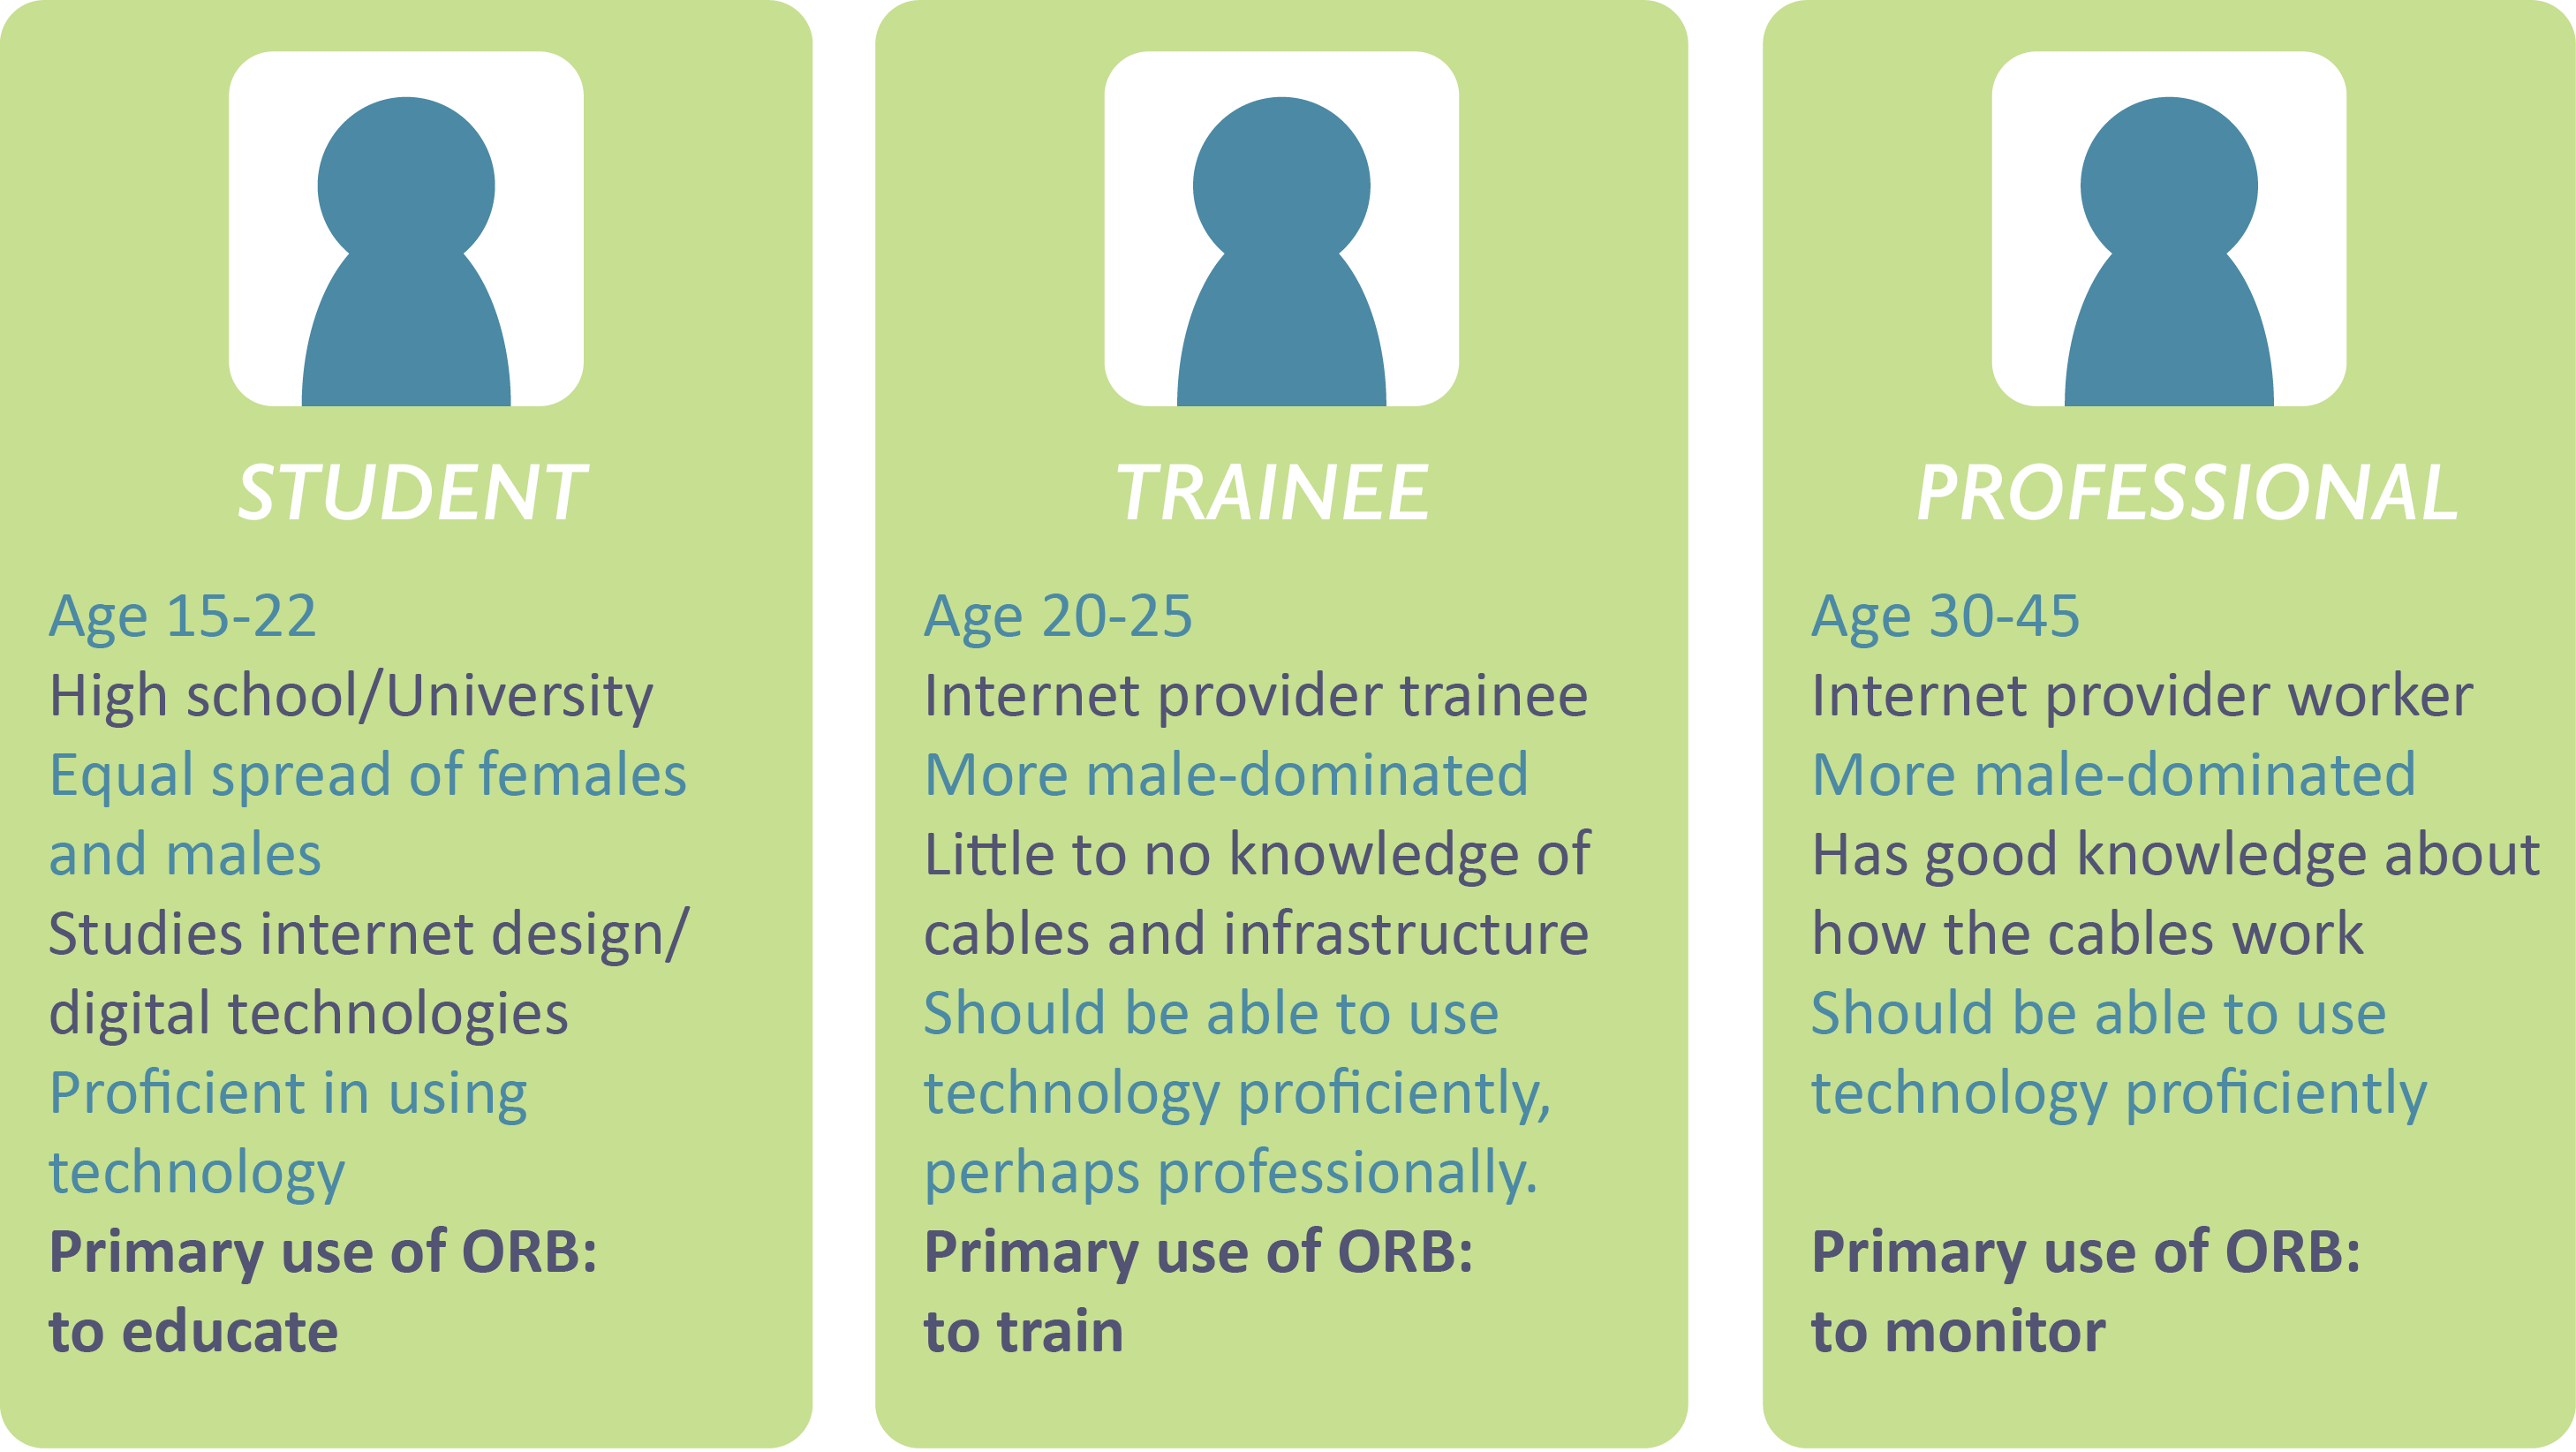 STUDENT
Age 15-22
High school/University
Equal spread of females
and males
Studies internet design/
digital technologies
Proficient in using
technology
Primary use of ORB:
to educate
TRAINEE
Age 20-25
Internet provider trainee
More male-dominated
Little to no knowledge of
cables and infrastructure
Should be able to use
technology proficiently,
perhaps professionally.
Primary use of ORB:
to train
PROFESSIONAL
Age 30-45
Internet provider worker
More male-dominated
Has good knowledge about
how the cables work
Should be able to use
technology proficiently
Primary use of ORB:
to monitor